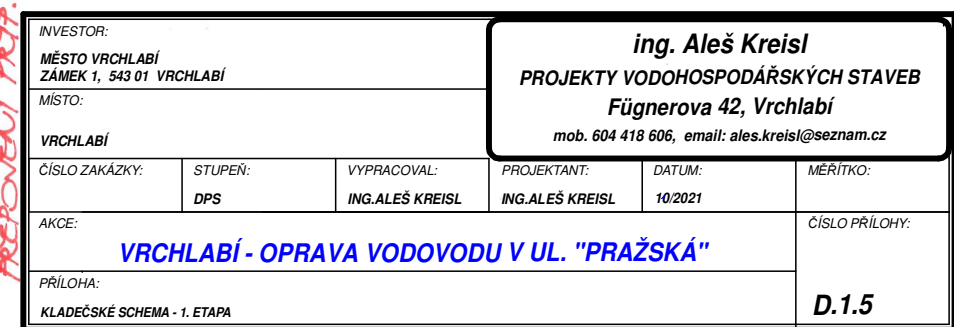 INVESTOR:
MĚSTO VRCHLABÍ
ZÁMEK 1, 543 01 VRCHLABÍ
MÍSTO:
VRCHLABÍ
ing. Aleš Kreisl
PROJEKTY VODOHOSPODÁŘSKÝCH STAVEB
Fügnerova 42, Vrchlabí
mob. 604 418 606, email: ales.kreisl@seznam.cz
ČÍSLO ZAKÁZKY: STUPEŇ: VYPRACOVAL: PROJEKTANT: DATUM: MĚŘÍTKO:
DPS ING.ALEŠ KREISL ING.ALEŠ KREISL 10/2021
AKCE: ČÍSLO PŘÍLOHY:
VRCHLABÍ - OPRAVA VODOVODU V UL. "PRAŽSKÁ"
PŘÍLOHA:
KLADEČSKÉ SCHEMA - 1. ETAPA D.1.5